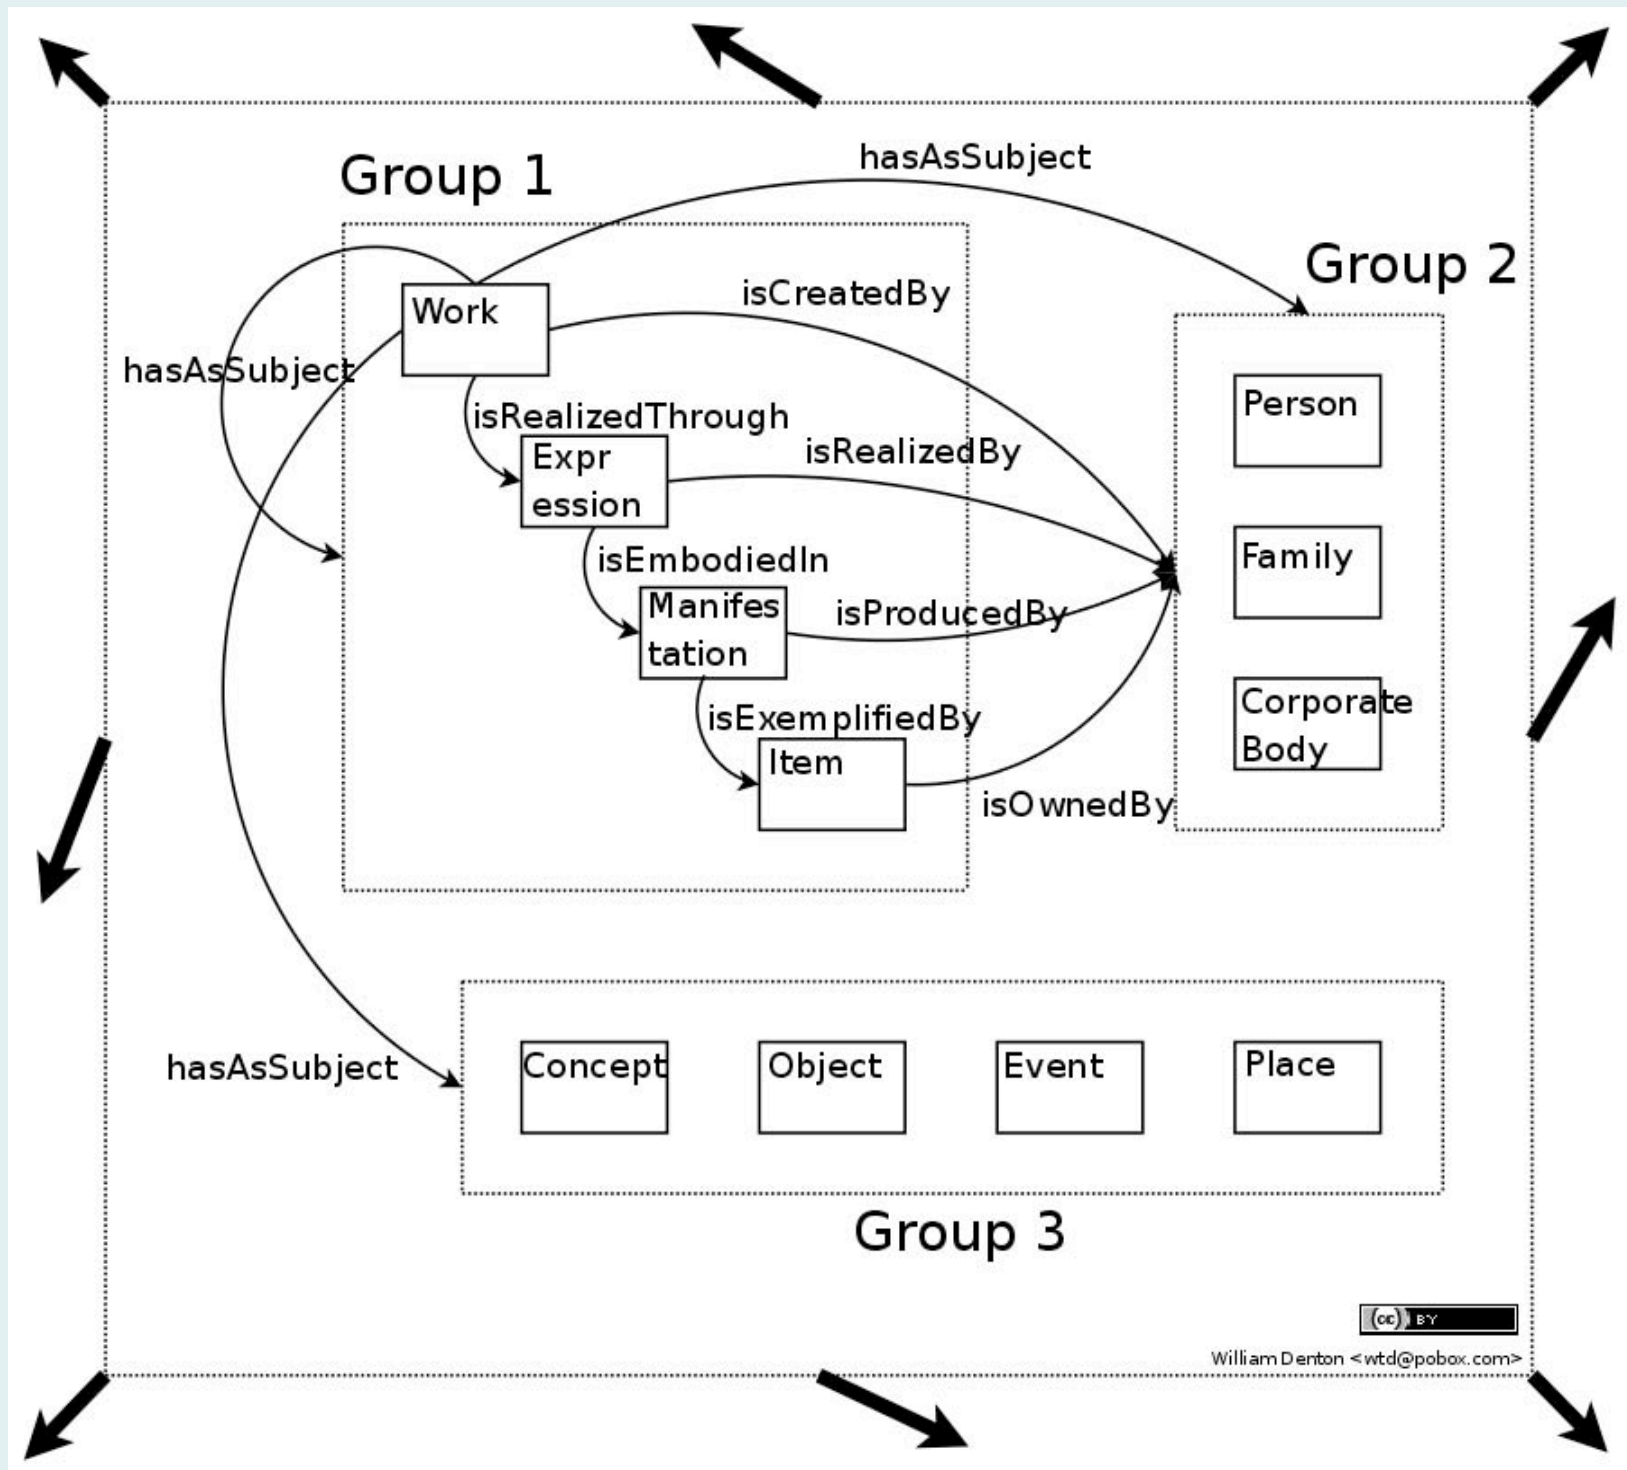 hasAsSubject
Group 1
Group 2
isCreatedBy
Work
hasAsSubject
Person
isRealizedThrough
isRealizedBy
Expr
ession
isEmbodiedIn
Family
Manifes
tation
isProducedBy
isExemplifiedBy
Corporate
Body
Item
isOwnedBy
hasAsSubject
Concept
Object
Event
Place
Group 3
(cc) BY
William Denton <wtd@pobox.com>